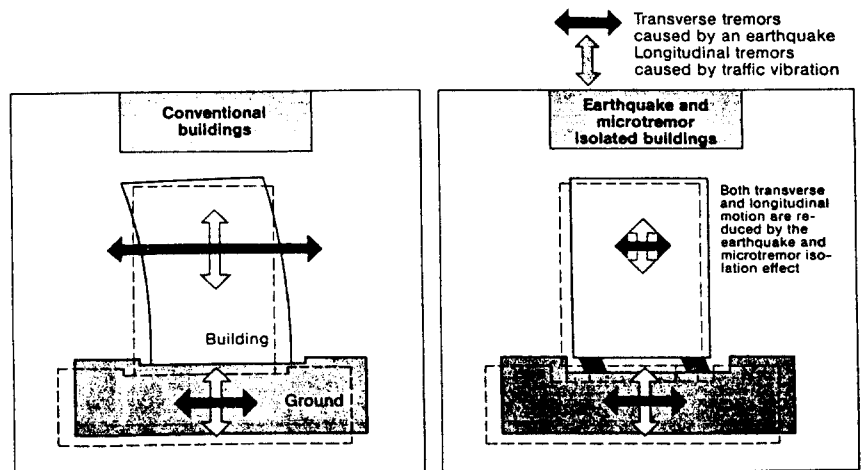 Transverse tremors
caused by an earthquake
Longitudinal tremors
caused by traffic vibration
Conventional
buildings
Earthquake and
microtremor
isolated buildings
Both transverse
and longitudinal
motion are re-
duced by the
earthquake and
microtremor iso-
lation effect
Building
Ground